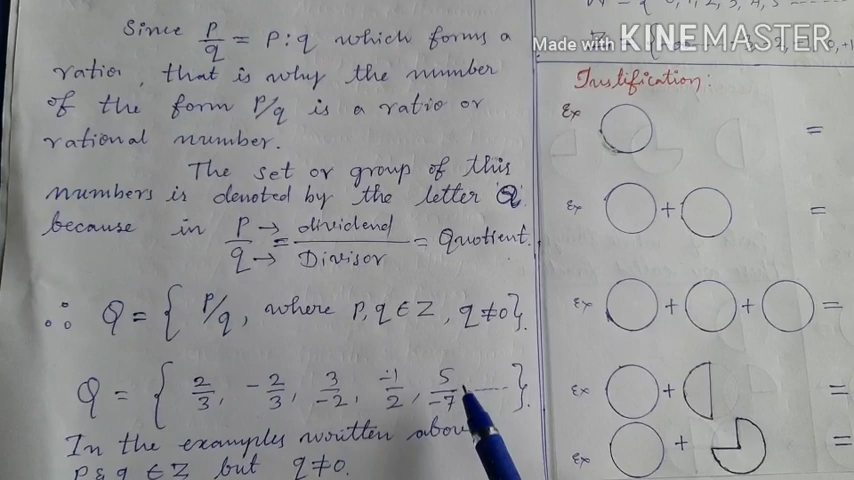 Since P/q = P:q which forms a
ratio, that is why the number
of the form P/q is a ratio or
rational number.
The set or group of this
numbers is denoted by the letter Q
because in P/q → → = dividend/Divisor = Quotient.
∴ Q = { P/q, where P, q ∈ Z, q ≠ 0}.
Q = { 2/3, -2/3, 3/-2, -1/2, 5/-7 ------}.
In the examples written above
P & q ∈ Z but q ≠ 0.
Made with KINEMASTER
Justification:
Ex =
Ex + =
Ex + + =
Ex + =
Ex + =